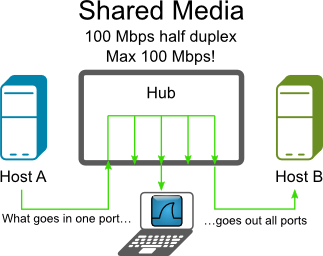 Shared Media
100 Mbps half duplex
Max 100 Mbps!
Hub
Host A
Host B
What goes in one port…
…goes out all ports